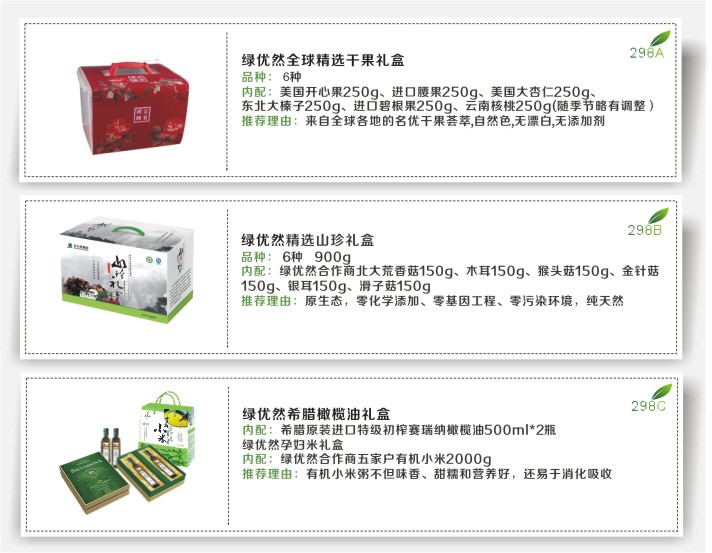 绿优然全球精选干果礼盒
298A
品种： 6种
内配：美国开心果250g、进口腰果250g、美国大杏仁250g、
东北大榛子250g、进口碧根果250g、云南核桃250g(随季节略有调整）
推荐理由：来自全球各地的名优干果荟萃,自然色,无漂白,无添加剂
绿优然精选山珍礼盒
298B
品种： 6种 900g
内配：绿优然合作商北大荒香菇150g、木耳150g、猴头菇150g、金针菇
150g、银耳150g、滑子菇150g
推荐理由：原生态，零化学添加、零基因工程、零污染环境，纯天然
山珍礼
绿优然希腊橄榄油礼盒
298C
内配：希腊原装进口特级初榨赛瑞纳橄榄油500ml*2瓶
绿优然孕妇米礼盒
内配：绿优然合作商五家户有机小米2000g
推荐理由：有机小米粥不但味香、甜糯和营养好，还易于消化吸收
小米